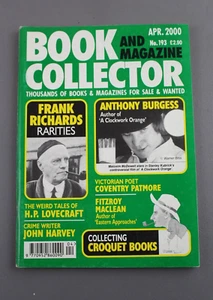 APR. 2000
No.193 £2.80
BOOK
AND
MAGAZINE
COLLECTOR
THOUSANDS OF BOOKS & MAGAZINES FOR SALE & WANTED
FRANK
RICHARDS
RARITIES
ANTHONY BURGESS
Author of
'A Clockwork Orange'
THE WEIRD TALES OF
H.P. LOVECRAFT
CRIME WRITER
JOHN HARVEY
VICTORIAN POET
COVENTRY PATMORE
FITZROY
MACLEAN
Author of
'Eastern Approaches'
COLLECTING
CROQUET BOOKS